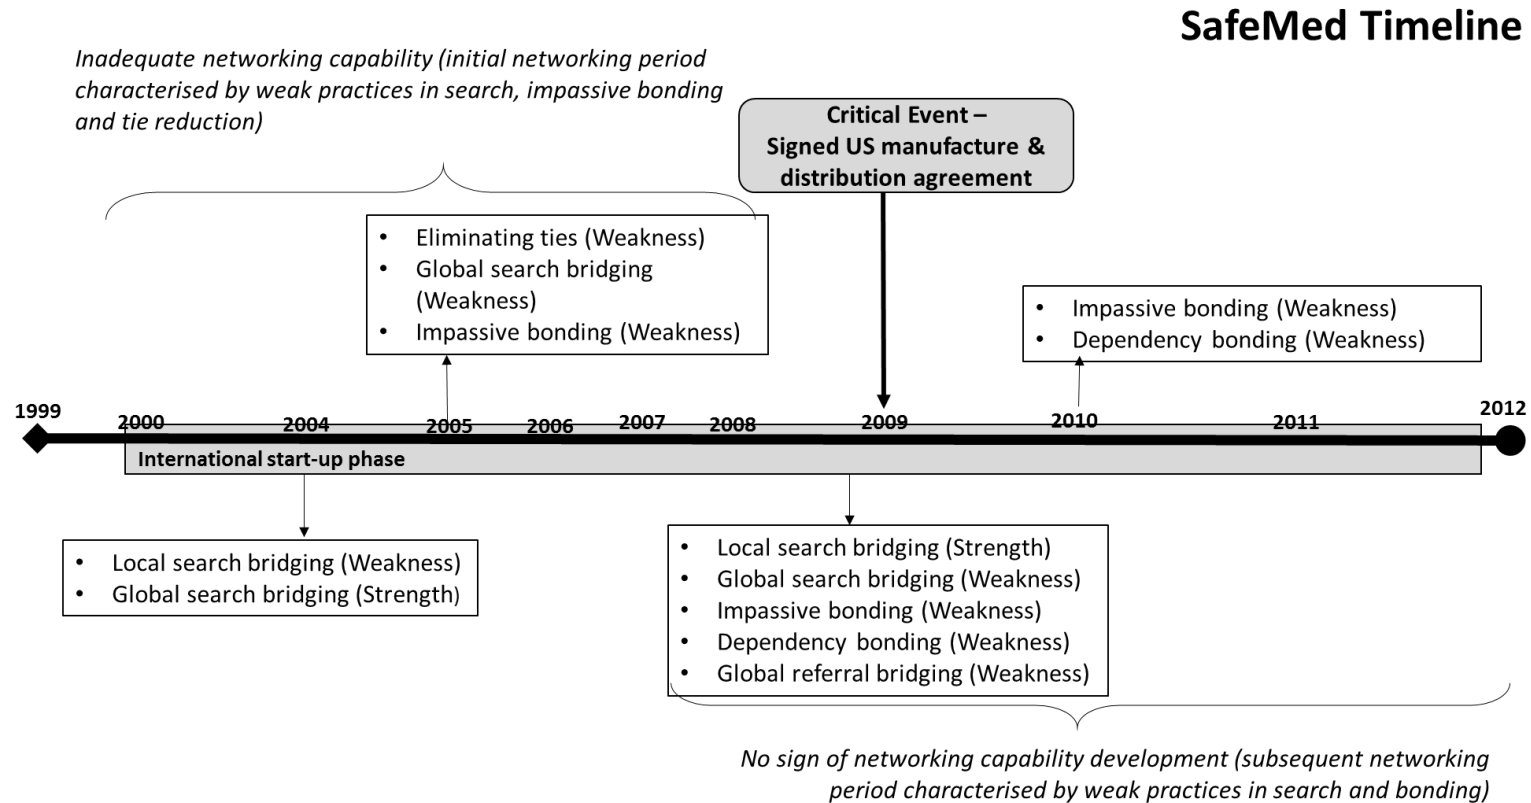 SafeMed Timeline
Inadequate networking capability (initial networking period
characterised by weak practices in search, impassive bonding
and tie reduction)
Critical Event –
Signed US manufacture &
distribution agreement
• Eliminating ties (Weakness)
• Global search bridging
(Weakness)
• Impassive bonding (Weakness)
• Impassive bonding (Weakness)
• Dependency bonding (Weakness)
1999
2000
2004
2005
2006
2007
2008
2009
2010
2011
2012
International start-up phase
• Local search bridging (Weakness)
• Global search bridging (Strength)
• Local search bridging (Strength)
• Global search bridging (Weakness)
• Impassive bonding (Weakness)
• Dependency bonding (Weakness)
• Global referral bridging (Weakness)
No sign of networking capability development (subsequent networking
period characterised by weak practices in search and bonding)